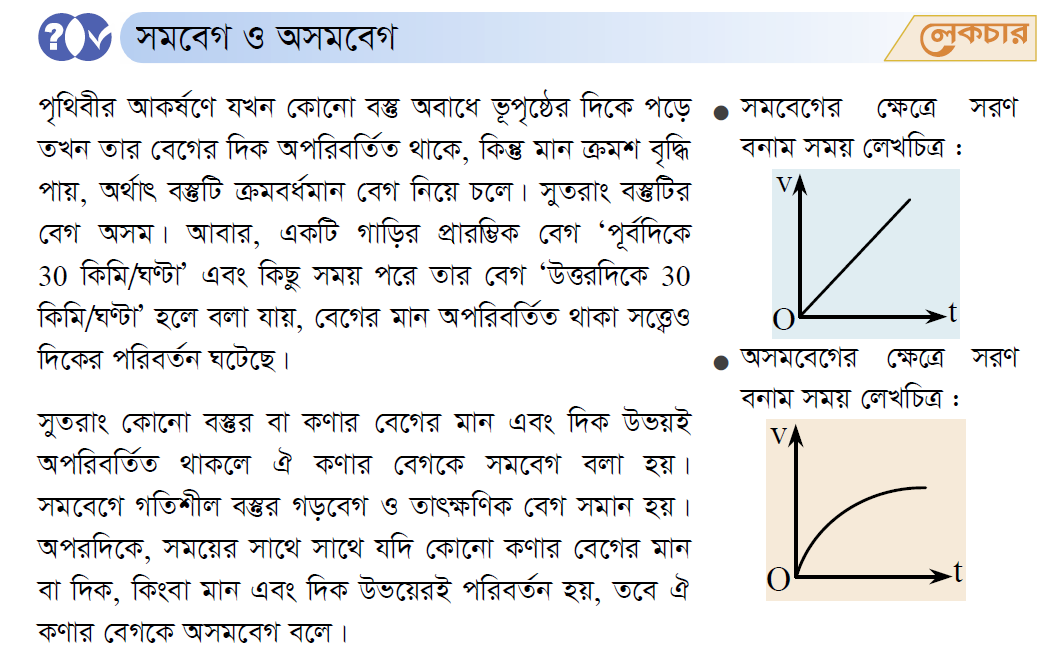 সমবেগ ও অসমবেগ
লেকচার
পৃথিবীর আকর্ষণে যখন কোনো বস্তু অবাধে ভূপৃষ্ঠের দিকে পড়ে
তখন তার বেগের দিক অপরিবর্তিত থাকে, কিন্তু মান ক্রমশ বৃদ্ধি
পায়, অর্থাৎ বস্তুটি ক্রমবর্ধমান বেগ নিয়ে চলে। সুতরাং বস্তুটির
বেগ অসম। আবার, একটি গাড়ির প্রারম্ভিক বেগ ‘পূর্বদিকে
30 কিমি/ঘণ্টা’ এবং কিছু সময় পরে তার বেগ ‘উত্তরদিকে 30
কিমি/ঘণ্টা’ হলে বলা যায়, বেগের মান অপরিবর্তিত থাকা সত্ত্বেও
দিকের পরিবর্তন ঘটেছে।
সুতরাং কোনো বস্তুর বা কণার বেগের মান এবং দিক উভয়ই
অপরিবর্তিত থাকলে ঐ কণার বেগকে সমবেগ বলা হয়।
সমবেগে গতিশীল বস্তুর গড়বেগ ও তাৎক্ষণিক বেগ সমান হয়।
অপরদিকে, সময়ের সাথে সাথে যদি কোনো কণার বেগের মান
বা দিক, কিংবা মান এবং দিক উভয়েরই পরিবর্তন হয়, তবে ঐ
কণার বেগকে অসমবেগ বলে।
● সমবেগের ক্ষেত্রে সরণ
বনাম সময় লেখচিত্র :
v
O
t
● অসমবেগের ক্ষেত্রে সরণ
বনাম সময় লেখচিত্র :
v
O
t